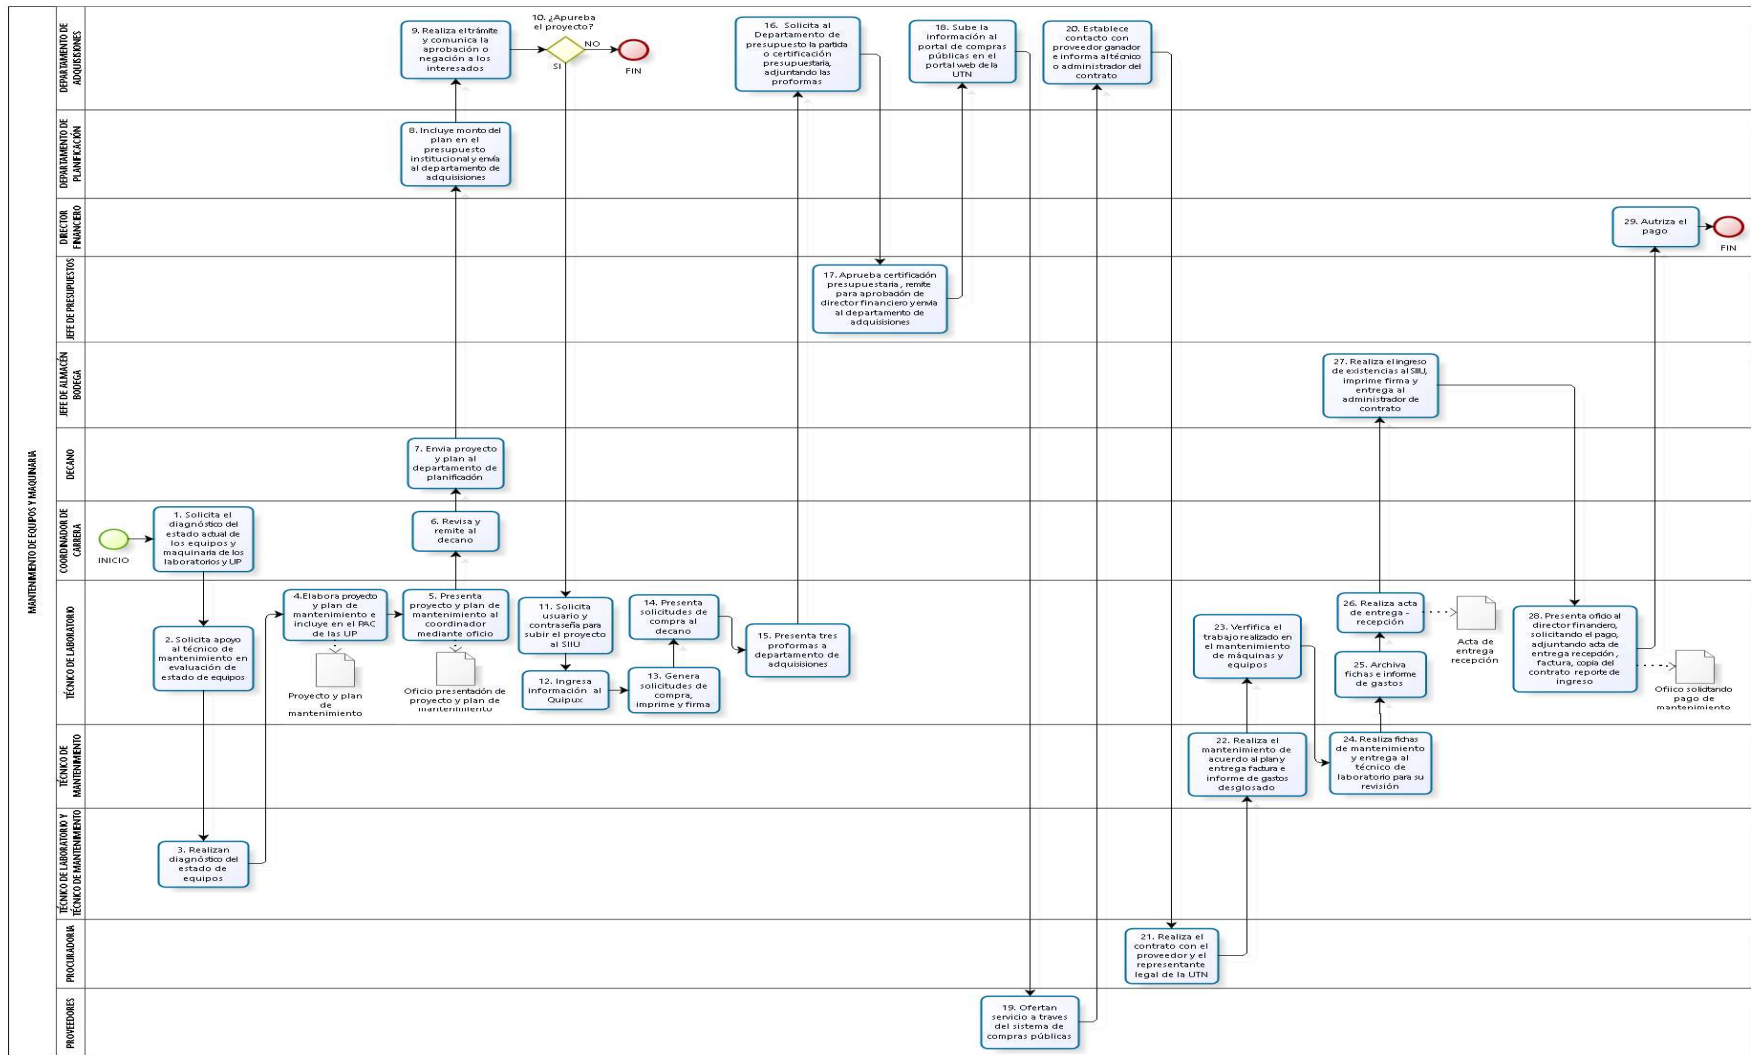 MANTENIMIENTO DE EQUIPOS Y MAQUINARIA
DEPARTAMENTO DE
ADQUISIONES
9. Realiza el trámite
y comunica la
aprobación o
negación a los
interesados
10. ¿Apureba
el proyecto?
NO
SI
FIN
16. Solicita al
Departamento de
presupuesto la partida
o certificación
presupuestaria,
adjuntando las
proformas
18. Sube la
información al
portal de compras
públicas en el
portal web de la
UTN
20. Establece
contacto con
proveedor ganador
e informa al técnico
o administrador del
contrato
DEPARTAMENTO DE
PLANIFICACIÓN
8. Incluye monto del
plan en el
presupuesto
institucional y envía
al departamento de
adquisiciones
DIRECTOR
FINANCIERO
29. Autriza el
pago
FIN
JEFE DE PRESUPUESTOS
17. Aprueba certificación
presupuestaria, remite
para aprobación de
director financiero y envia
al departamento de
adquisiciones
JEFE DE ALMACÉN
BODEGA
27. Realiza el ingreso
de existencias al SIIU,
imprime firma y
entrega al
administrador de
contrato
DECANO
7. Envia proyecto
y plan al
departamento de
planificación
COORDINADOR DE
CARRERA
INICIO
1. Solicita el
diagnóstico del
estado actual de
los equipos y
maquinaria de los
laboratorios y UP
6. Revisa y
remite al
decano
TÉCNICO DE LABORATORIO
2. Solicita apoyo
al técnico de
mantenimiento en
evaluación de
estado de equipos
4.Elabora proyecto
y plan de
mantenimiento e
incluye en el PAC
de las UP
Proyecto y plan
de
mantenimiento
5. Presenta
proyecto y plan de
mantenimiento al
coordinador
mediante oficio
Oficio presentación de
proyecto y plan de
mantenimiento
11. Solicita
usuario y
contraseña para
subir el proyecto
al SIIU
12. Ingresa
información al
Quipux
13. Genera
solicitudes de
compra,
imprime y firma
14. Presenta
solicitudes de
compra al
decano
15. Presenta tres
proformas a
departamento de
adquisiciones
23. Verfifica el
trabajo realizado en
el mantenimiento
de máquinas y
equipos
26. Realiza acta
de entrega -
recepción
Acta de
entrega
recepción
25. Archiva
fichas e informe
de gastos
28. Presenta oficio al
director financiero,
solicitando el pago,
adjuntando acta de
entrega recepción,
factura, copia del
contrato reporte de
ingreso
Ofiico solicitando
pago de
mantenimiento
TÉCNICO DE
MANTENIMIENTO
22. Realiza el
mantenimiento de
acuerdo al plan y
entrega factura e
informe de gastos
desglosado
24. Realiza fichas
de mantenimiento
y entrega al
técnico de
laboratorio para su
revisión
TÉCNICO DE LABORATORIO Y
TÉCNICO DE MANTENIMIENTO
3. Realizan
diagnóstico del
estado de
equipos
PROCURADORIA
21. Realiza el
contrato con el
proveedor y el
representante
legal de la UTN
PROVEEDORES
19. Ofertan
servicio a traves
del sistema de
compras públicas